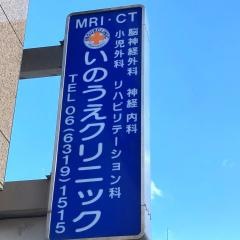 MRI・CT
脳神経外科 神経内科
小児外科 リハビリテーション科
いのうえクリニック
TEL 06(6319)1515